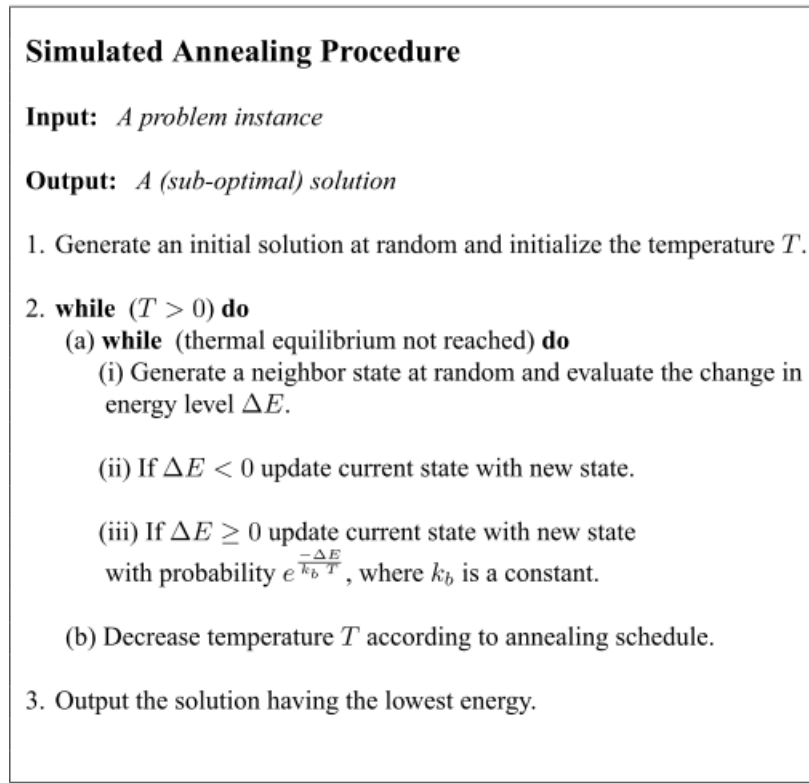 Simulated Annealing Procedure
Input: A problem instance
Output: A (sub-optimal) solution
1. Generate an initial solution at random and initialize the temperature T.
2. while (T > 0) do
(a) while (thermal equilibrium not reached) do
(i) Generate a neighbor state at random and evaluate the change in
energy level ΔE.
(ii) If ΔE < 0 update current state with new state.
(iii) If ΔE ≥ 0 update current state with new state
with probability e^{\frac{-ΔE}{k_b T}}, where k_b is a constant.
(b) Decrease temperature T according to annealing schedule.
3. Output the solution having the lowest energy.